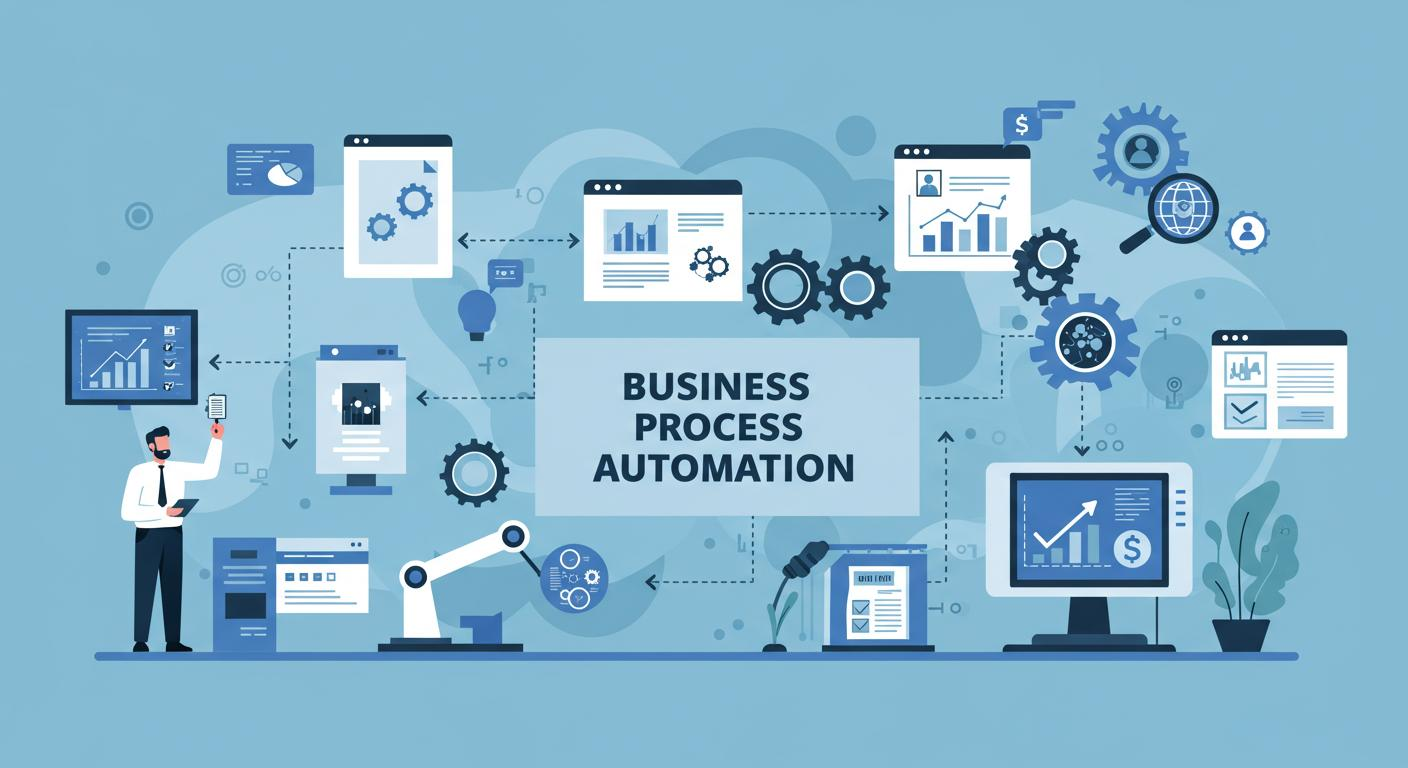 $
BUSINESS
PROCESS
AUTOMATION
$